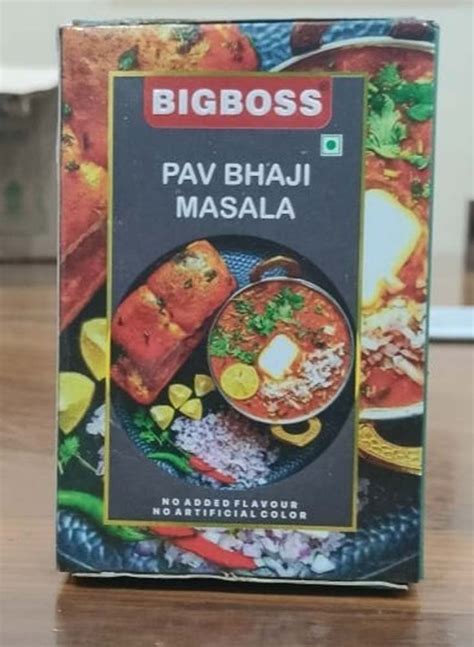 BIGBOSS
PAV BHAJI
MASALA
NO ADDED FLAVOUR
NO ARTIFICIAL COLOR